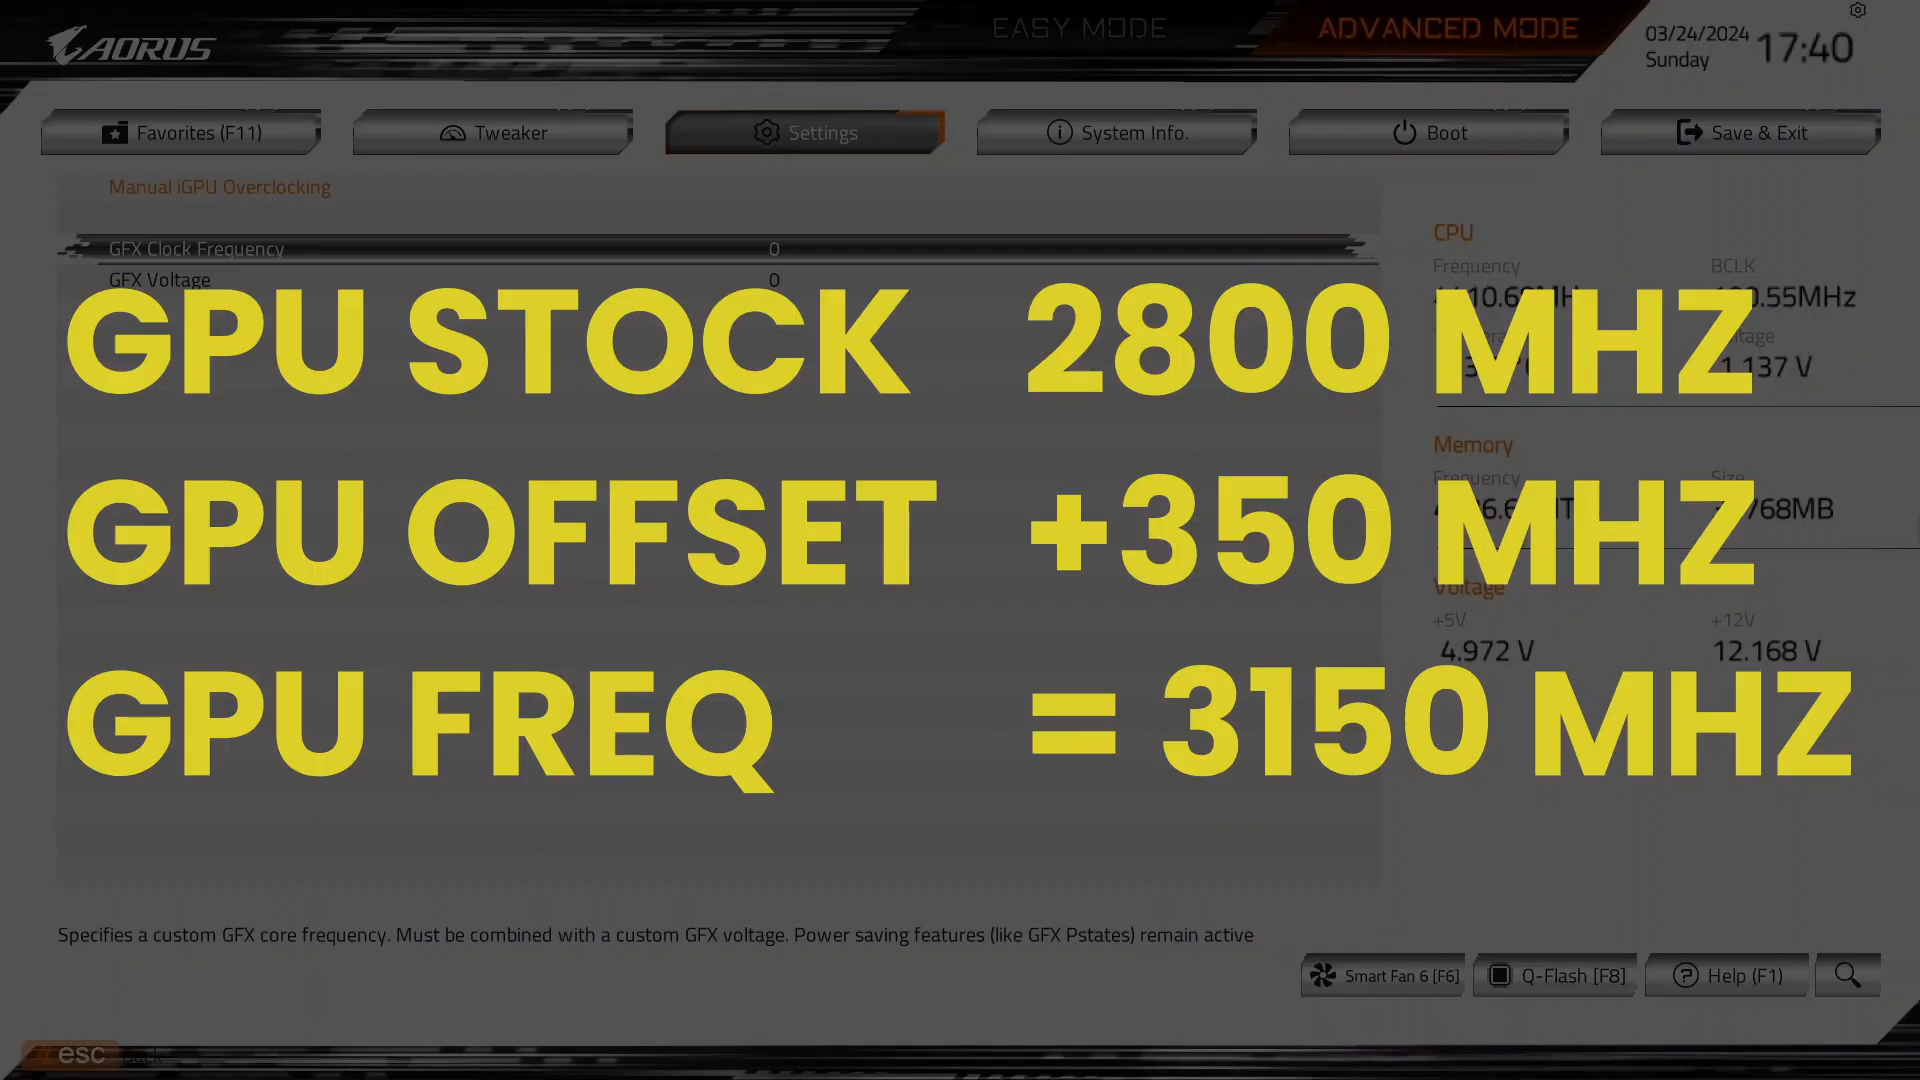 AORUS
EASY MODE
ADVANCED MODE
03/24/2024
Sunday
17:40
Favorites (F11)
Tweaker
Settings
System Info.
Boot
Save & Exit
Manual iGPU Overclocking
GFX Clock Frequency 0
GFX Voltage 0
GPU STOCK 2800 MHZ
GPU OFFSET +350 MHZ
GPU FREQ = 3150 MHZ
CPU
Frequency BCLK
1.137 V
Memory
Frequency Size
Voltage
+5V +12V
4.972 V 12.168 V
Specifies a custom GFX core frequency. Must be combined with a custom GFX voltage. Power saving features (like GFX Pstates) remain active
Smart Fan 6 [F6]
Q-Flash [F8]
Help (F1)
esc Back